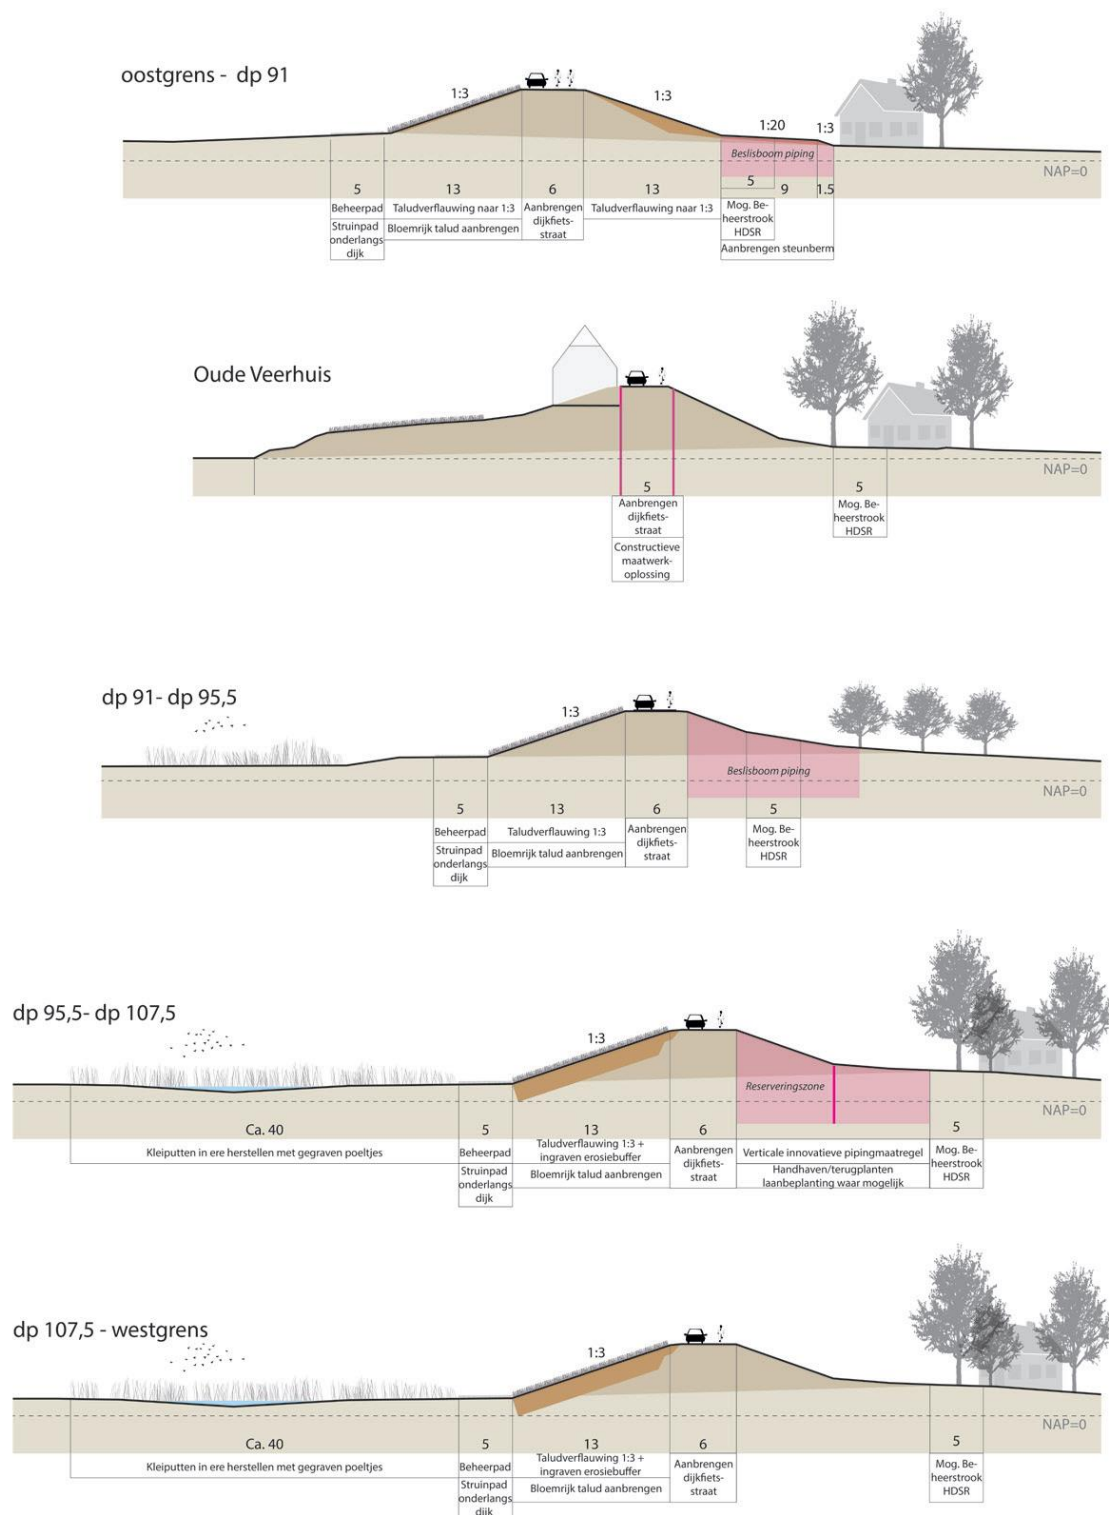 oostgrens - dp 91
1:3
1:3
1:20
1:3
Beslisboom piping
NAP=0
5
13
6
13
5
9
1.5
Beheerpad
Taludverflauwing naar 1:3
Aanbrengen
dijkfiets-
straat
Taludverflauwing naar 1:3
Mog. Be-
heerstrook
HDSR
Struinpad
onderlangs
dijk
Bloemrijk talud aanbrengen
Aanbrengen steunberm
Oude Veerhuis
NAP=0
5
5
Aanbrengen
dijkfiets-
straat
Mog. Be-
heerstrook
HDSR
Constructieve
maatwerk-
oplossing
dp 91- dp 95,5
1:3
Beslisboom piping
NAP=0
5
13
6
5
Beheerpad
Taludverflauwing 1:3
Aanbrengen
dijkfiets-
straat
Mog. Be-
heerstrook
HDSR
Struinpad
onderlangs
dijk
Bloemrijk talud aanbrengen
dp 95,5- dp 107,5
1:3
Reserveringszone
NAP=0
Ca. 40
5
13
6
5
Kleiputten in ere herstellen met gegraven poeltjes
Beheerpad
Taludverflauwing 1:3 +
ingraven erosiebuffer
Aanbrengen
dijkfiets-
straat
Verticale innovatieve pipingmaatregel
Mog. Be-
heerstrook
HDSR
Struinpad
onderlangs
dijk
Bloemrijk talud aanbrengen
Handhaven/terugplanten
laanbeplanting waar mogelijk
dp 107,5 - westgrens
1:3
NAP=0
Ca. 40
5
13
6
5
Kleiputten in ere herstellen met gegraven poeltjes
Beheerpad
Taludverflauwing 1:3 +
ingraven erosiebuffer
Aanbrengen
dijkfiets-
straat
Mog. Be-
heerstrook
HDSR
Struinpad
onderlangs
dijk
Bloemrijk talud aanbrengen